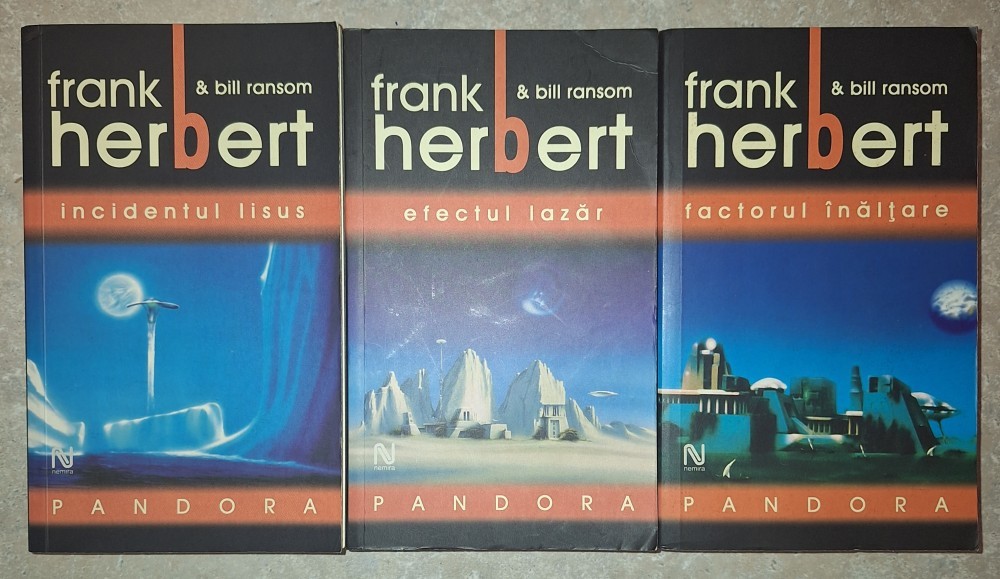 frank
& bill ransom
herbert
incidentul Iisus
nemira
PANDORA
frank
& bill ransom
herbert
efectul lazăr
nemira
PANDORA
frank
& bill ransom
herbert
factorul înălţare
nemira
PANDORA